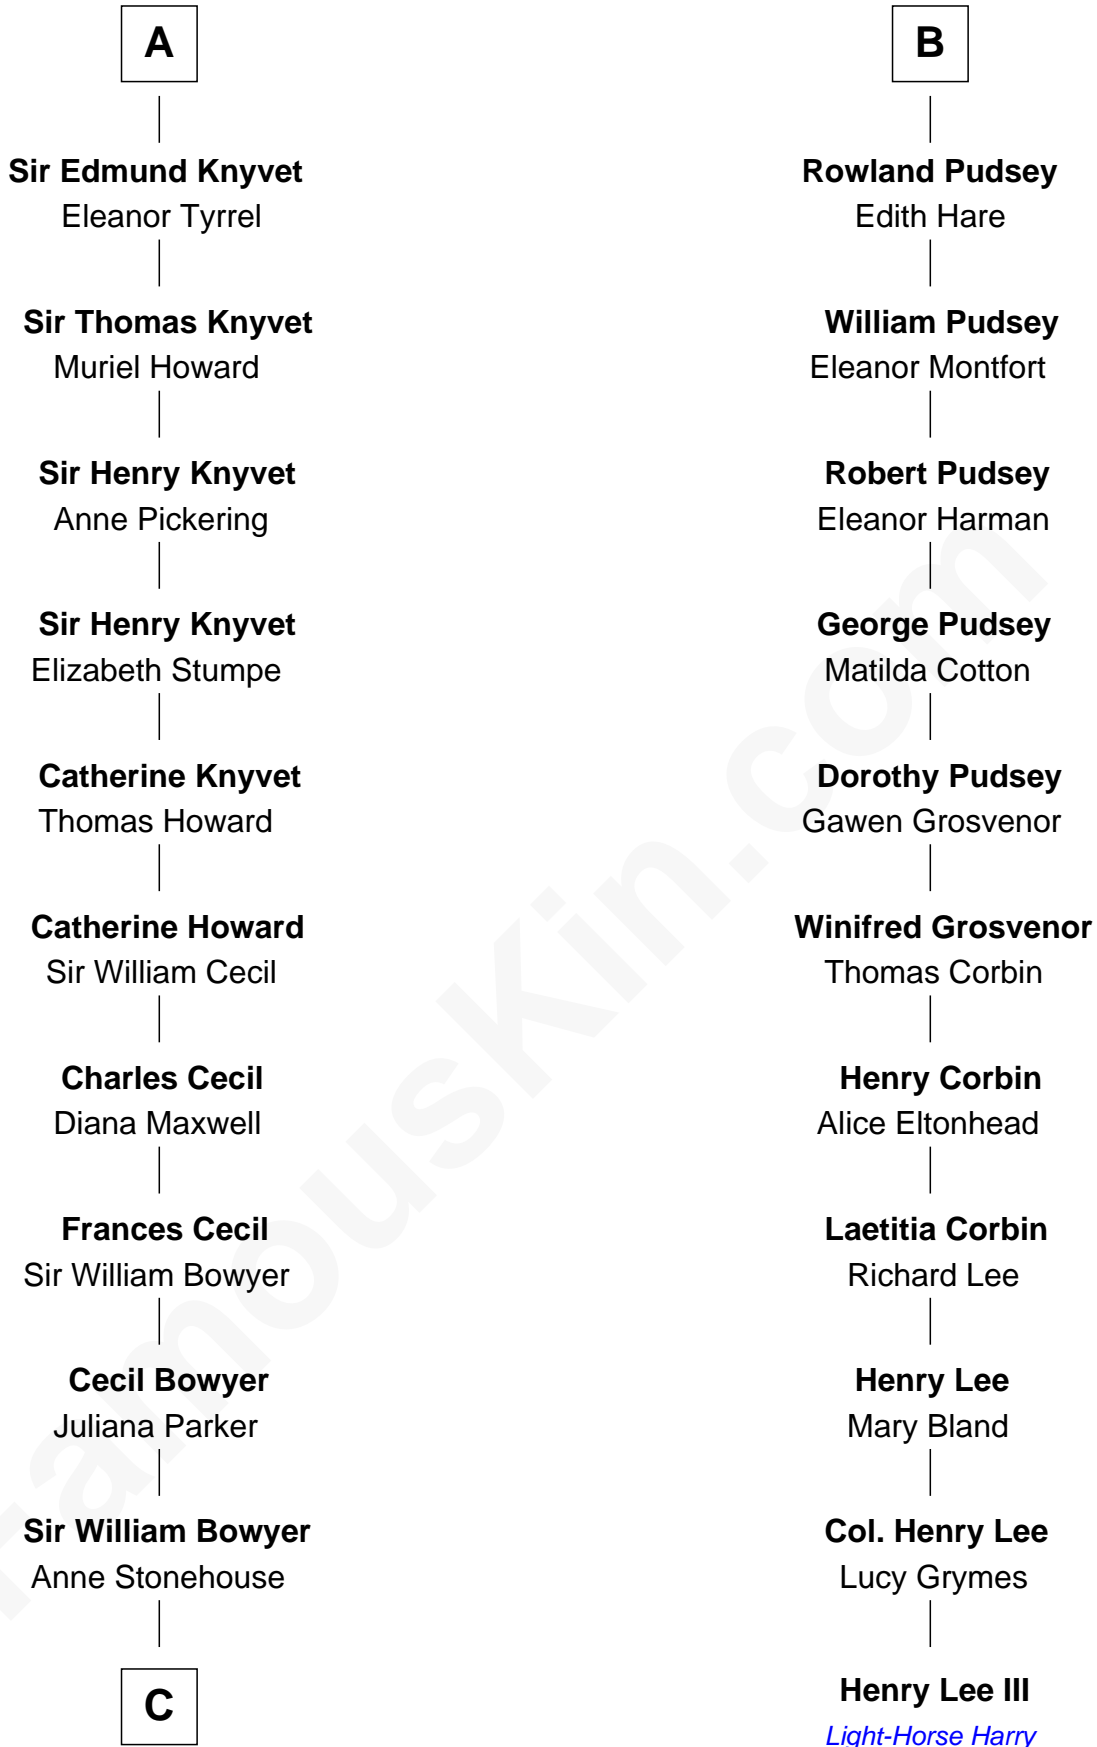 A
Sir Edmund Knyvet
Eleanor Tyrrel
Sir Thomas Knyvet
Muriel Howard
Sir Henry Knyvet
Anne Pickering
Sir Henry Knyvet
Elizabeth Stumpe
Catherine Knyvet
Thomas Howard
Catherine Howard
Sir William Cecil
Charles Cecil
Diana Maxwell
Frances Cecil
Sir William Bowyer
Cecil Bowyer
Juliana Parker
Sir William Bowyer
Anne Stonehouse
C
B
Rowland Pudsey
Edith Hare
William Pudsey
Eleanor Montfort
Robert Pudsey
Eleanor Harman
George Pudsey
Matilda Cotton
Dorothy Pudsey
Gawen Grosvenor
Winifred Grosvenor
Thomas Corbin
Henry Corbin
Alice Eltonhead
Laetitia Corbin
Richard Lee
Henry Lee
Mary Bland
Col. Henry Lee
Lucy Grymes
Henry Lee III
Light-Horse Harry
FamousKin.com